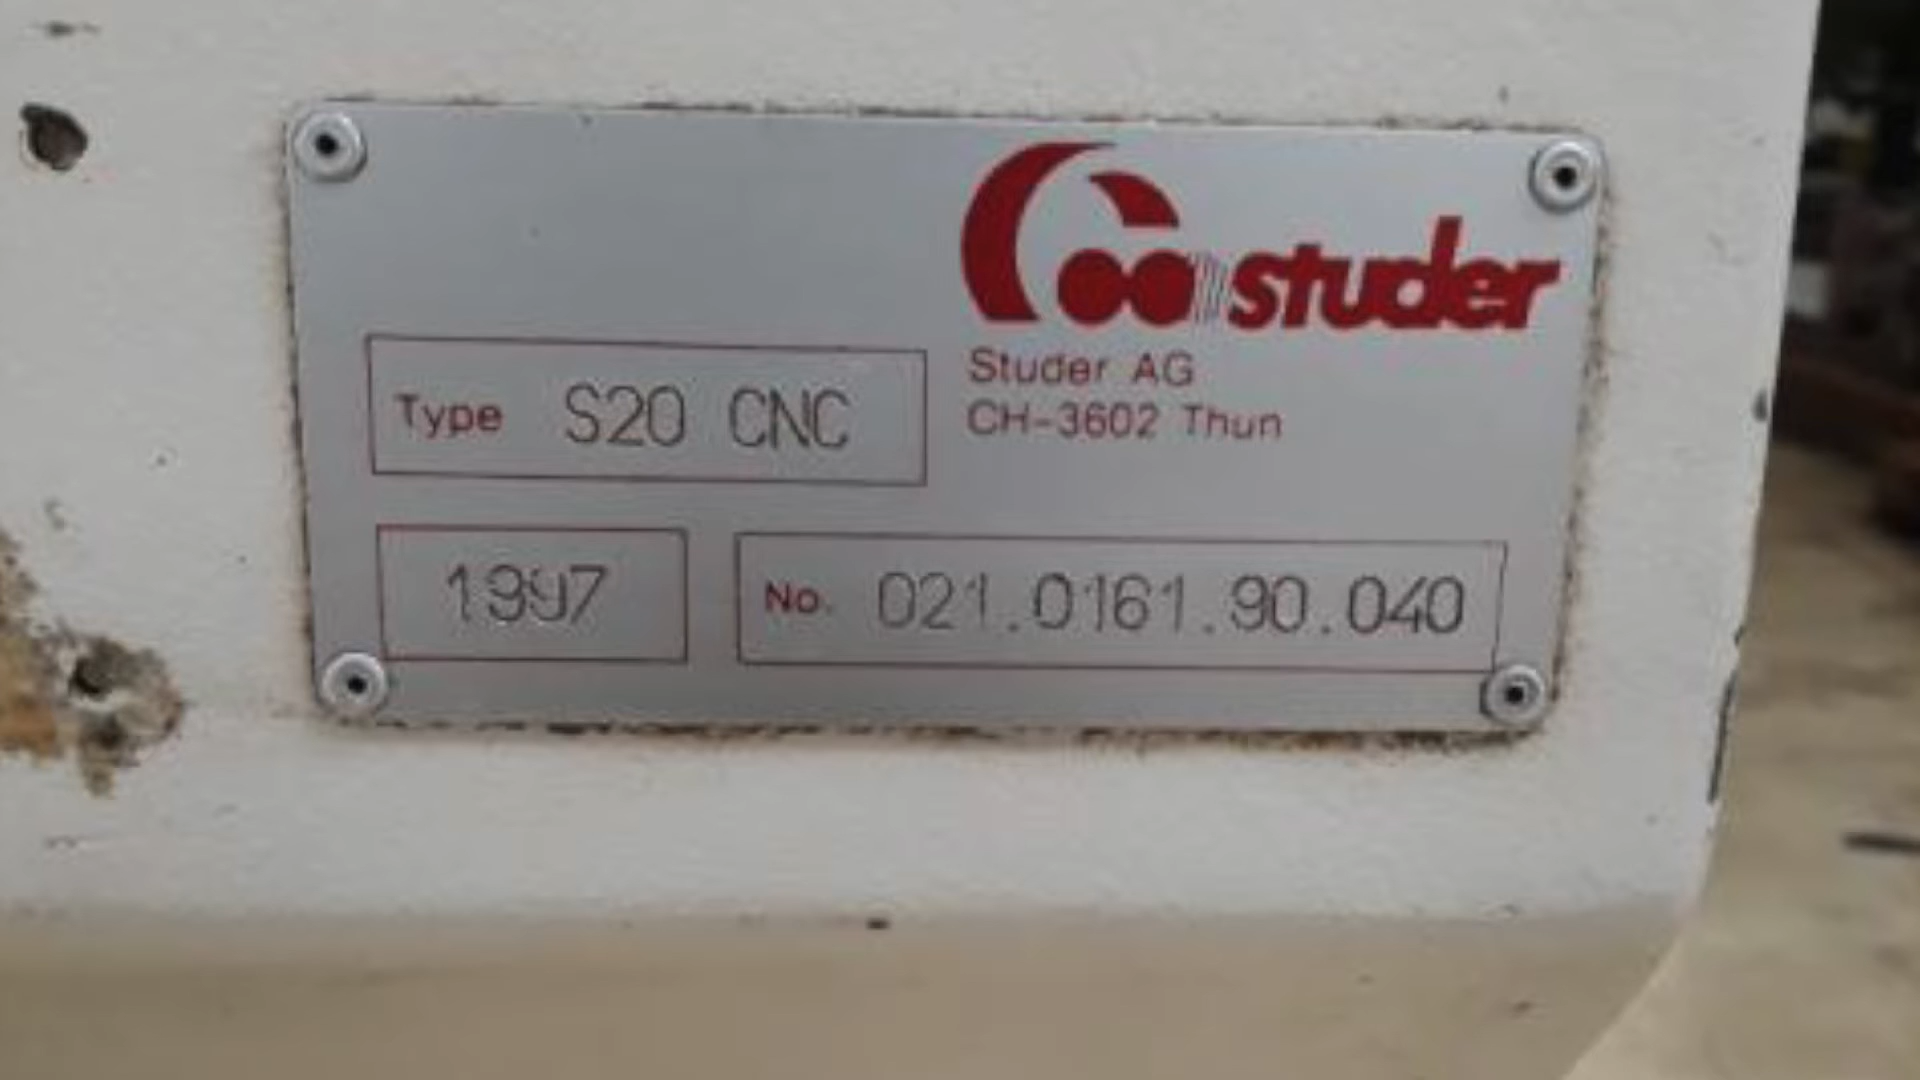 studer
Studer AG
CH-3602 Thun
Type S20 CNC
1997
No. 021.0161.90.040